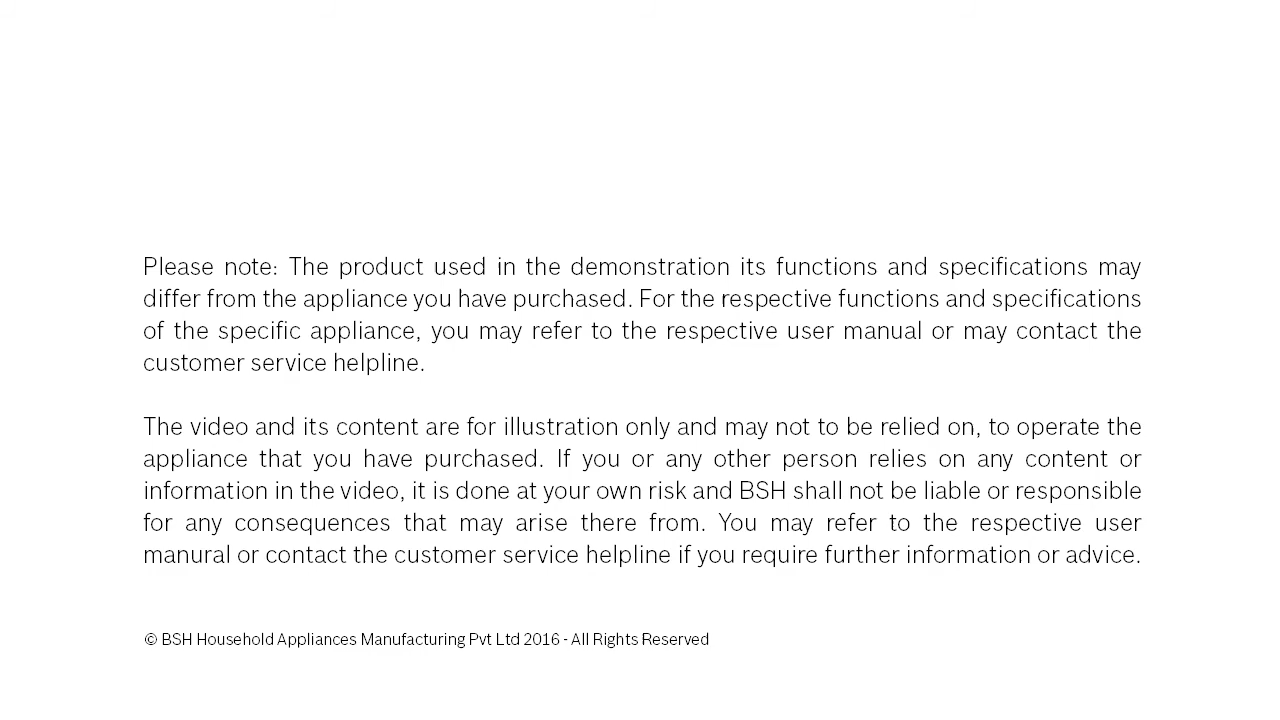 Please note: The product used in the demonstration its functions and specifications may
differ from the appliance you have purchased. For the respective functions and specifications
of the specific appliance, you may refer to the respective user manual or may contact the
customer service helpline.
The video and its content are for illustration only and may not to be relied on, to operate the
appliance that you have purchased. If you or any other person relies on any content or
information in the video, it is done at your own risk and BSH shall not be liable or responsible
for any consequences that may arise there from. You may refer to the respective user
manural or contact the customer service helpline if you require further information or advice.
© BSH Household Appliances Manufacturing Pvt Ltd 2016 - All Rights Reserved